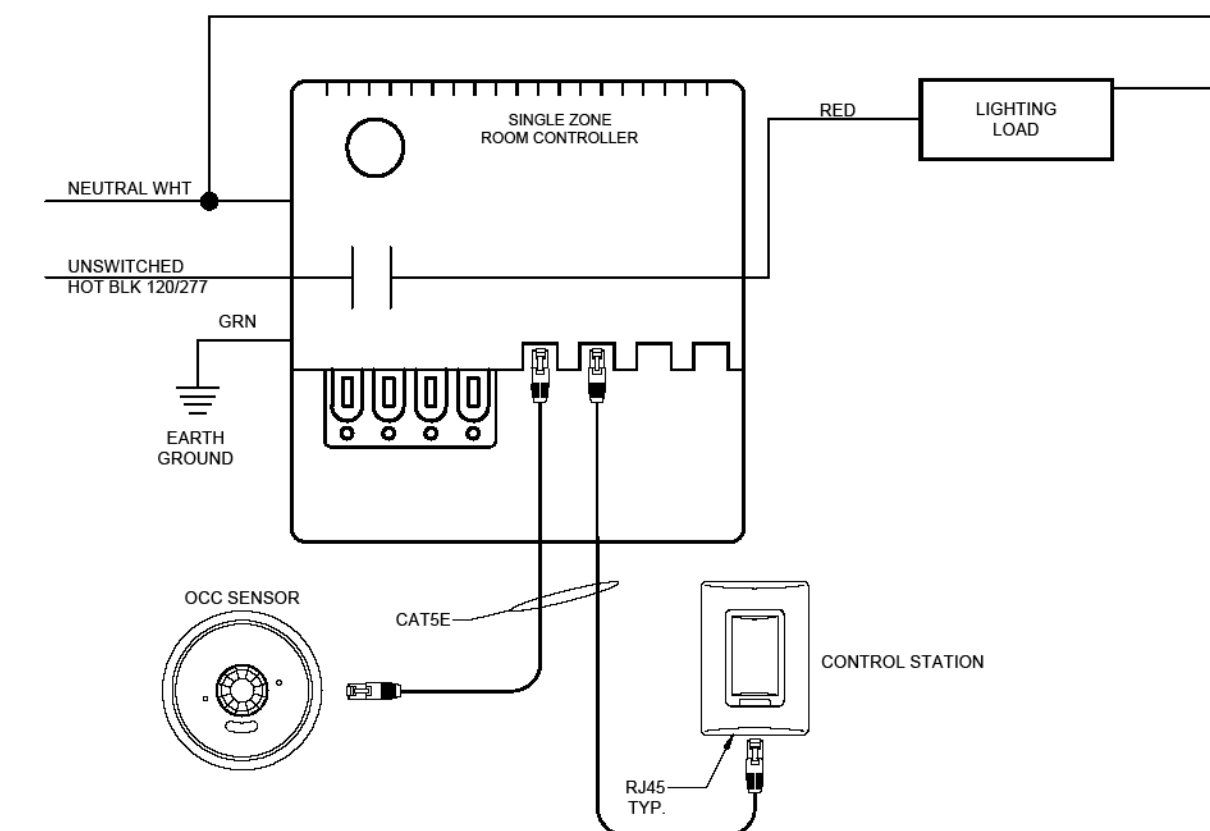 SINGLE ZONE
ROOM CONTROLLER
RED
LIGHTING
LOAD
NEUTRAL WHT
UNSWITCHED
HOT BLK 120/277
GRN
EARTH
GROUND
OCC SENSOR
CAT5E
CONTROL STATION
RJ45
TYP.